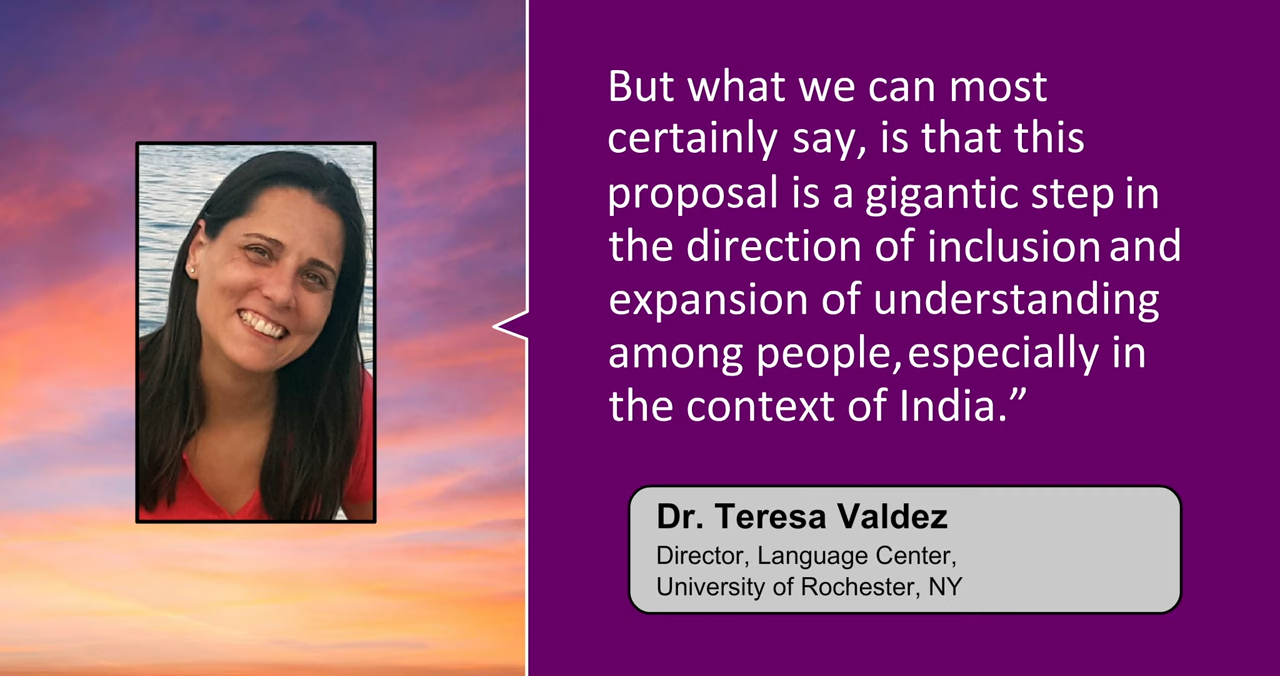 But what we can most
certainly say, is that this
proposal is a gigantic step in
the direction of inclusion and
expansion of understanding
among people, especially in
the context of India.”
Dr. Teresa Valdez
Director, Language Center,
University of Rochester, NY